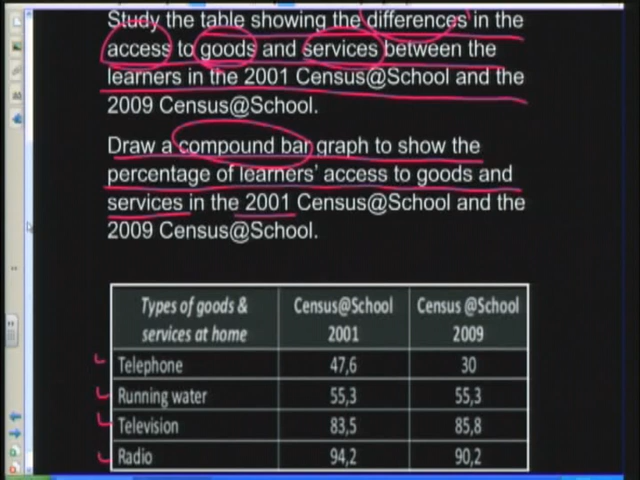 Study the table showing the differences in the
access to goods and services between the
learners in the 2001 Census@School and the
2009 Census@School.
Draw a compound bar graph to show the
percentage of learners' access to goods and
services in the 2001 Census@School and the
2009 Census@School.
Types of goods & services at home Census@School 2001 Census @School 2009
Telephone 47,6 30
Running water 55,3 55,3
Television 83,5 85,8
Radio 94,2 90,2